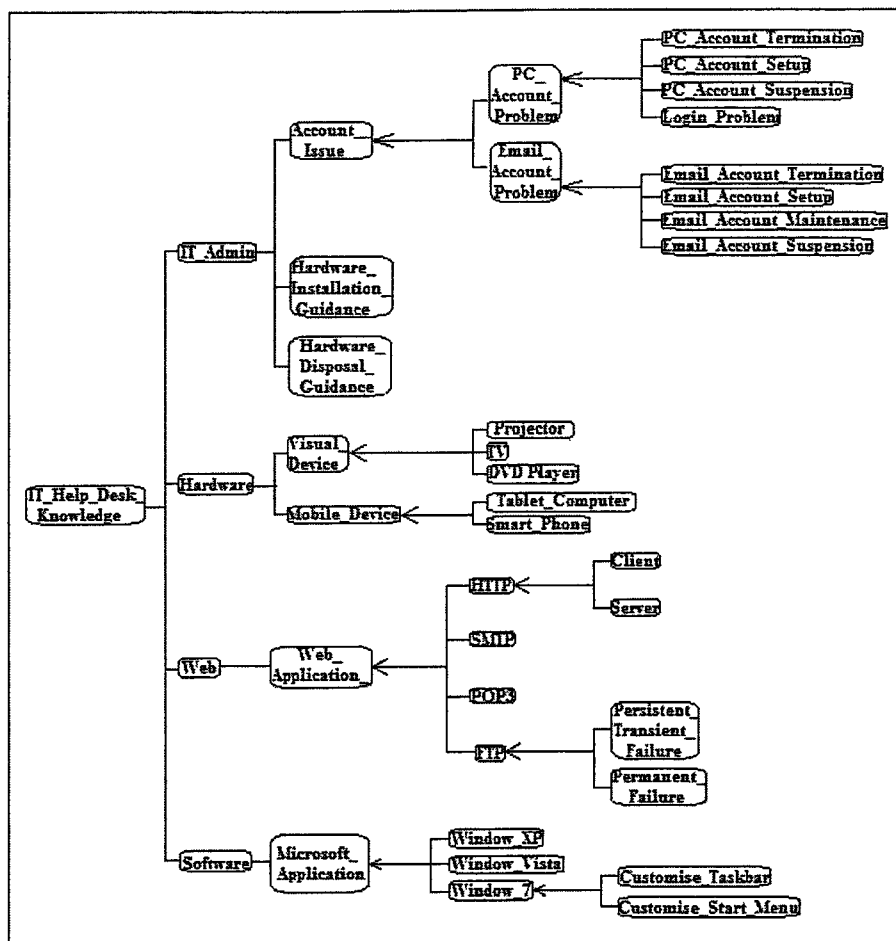 PC_Account_Termination
PC_Account_Setup
PC_Account_Suspension
Login_Problem
PC_
Account_
Problem
Account_
Issue
Email_
Account_
Problem
Email_Account_Termination
Email_Account_Setup
Email_Account_Maintenance
Email_Account_Suspension
IT_Admin
Hardware_
Installation_
Guidance
Hardware_
Disposal_
Guidance
IT_Help_Desk_
Knowledge
Hardware
Visual_
Device
Projector
TV
DVD Player
Mobile_Device
Tablet_Computer
Smart_Phone
Web
Web_
Application_
HTTP
Client
Server
SMTP
POP3
FTP
Persistent_
Transient_
Failure
Permanent_
Failure
Software
Microsoft_
Application
Window_XP
Window_Vista
Window_7
Customise_Taskbar
Customise_Start_Menu